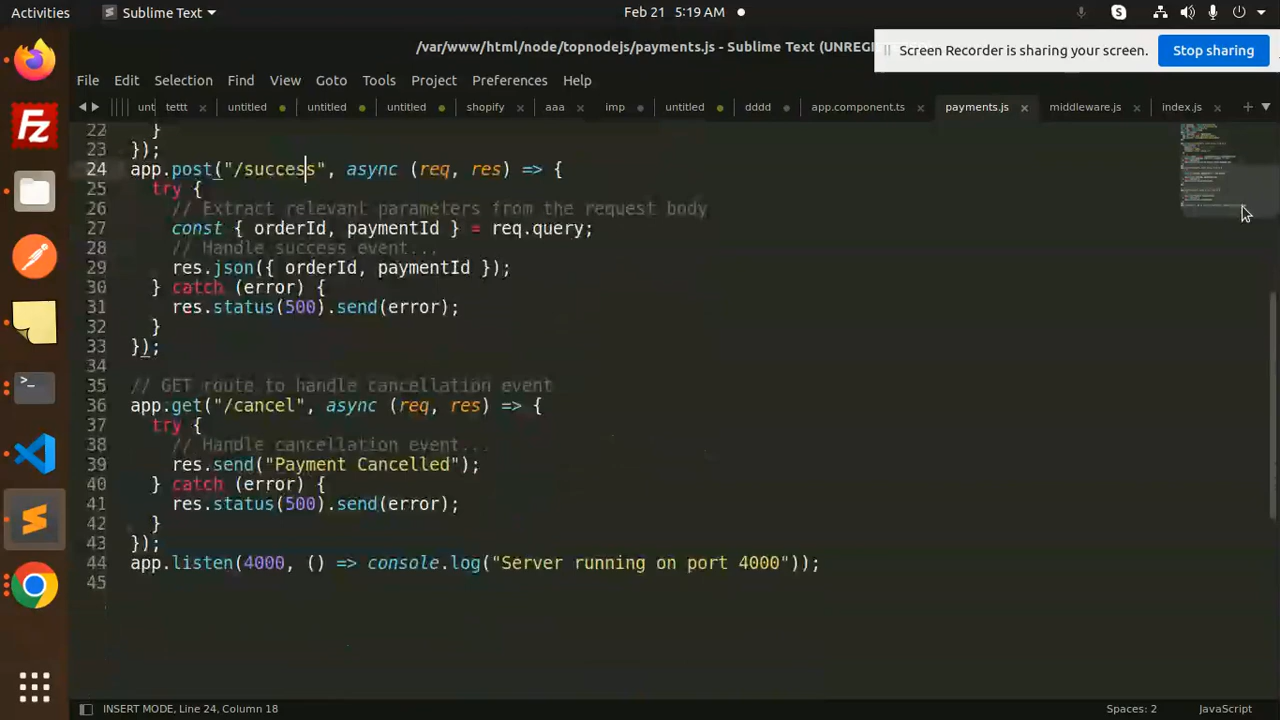 Activities
Sublime Text
Feb 21 5:19 AM
/var/www/html/node/topnodejs/payments.js - Sublime Text (UNREGI
Screen Recorder is sharing your screen.
Stop sharing
File Edit Selection Find View Goto Tools Project Preferences Help
unt tettt untitled untitled untitled shopify aaa imp untitled dddd app.component.ts payments.js middleware.js index.js
22 }
23 });
24 app.post("/success", async (req, res) => {
25 try {
26 // Extract relevant parameters from the request body
27 const { orderId, paymentId } = req.query;
28 // Handle success event...
29 res.json({ orderId, paymentId });
30 } catch (error) {
31 res.status(500).send(error);
32 }
33 });
34
35 // GET route to handle cancellation event
36 app.get("/cancel", async (req, res) => {
37 try {
38 // Handle cancellation event...
39 res.send("Payment Cancelled");
40 } catch (error) {
41 res.status(500).send(error);
42 }
43 });
44 app.listen(4000, () => console.log("Server running on port 4000"));
45
INSERT MODE, Line 24, Column 18
Spaces: 2
JavaScript